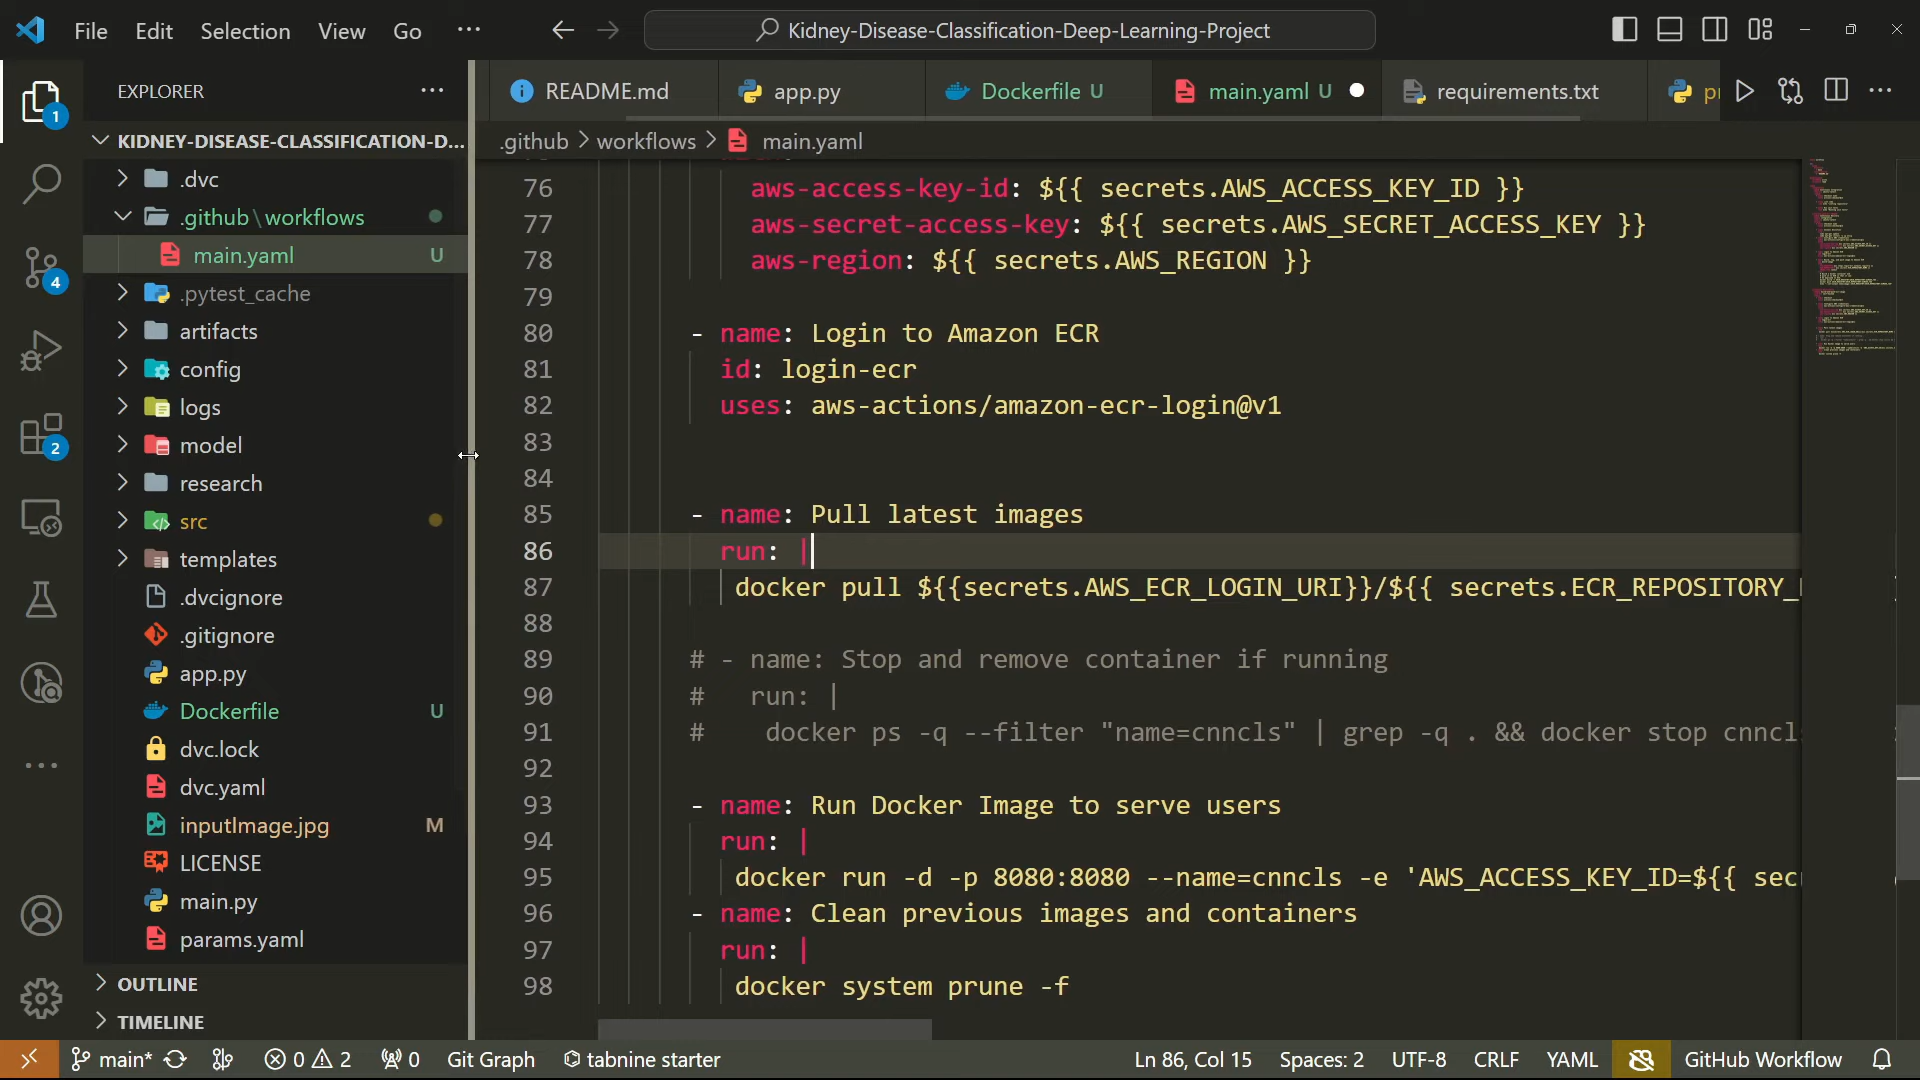 File Edit Selection View Go ··· Kidney-Disease-Classification-Deep-Learning-Project
EXPLORER ···
KIDNEY-DISEASE-CLASSIFICATION-D...
.dvc
.github\workflows
main.yaml U
.pytest_cache
artifacts
config
logs
model
research
src
templates
.dvcignore
.gitignore
app.py
Dockerfile U
dvc.lock
dvc.yaml
inputImage.jpg M
LICENSE
main.py
params.yaml
OUTLINE
TIMELINE
1
4
2
README.md app.py Dockerfile U main.yaml U requirements.txt
.github > workflows > main.yaml
76 aws-access-key-id: ${{ secrets.AWS_ACCESS_KEY_ID }}
77 aws-secret-access-key: ${{ secrets.AWS_SECRET_ACCESS_KEY }}
78 aws-region: ${{ secrets.AWS_REGION }}
79
80 - name: Login to Amazon ECR
81 id: login-ecr
82 uses: aws-actions/amazon-ecr-login@v1
83
84
85 - name: Pull latest images
86 run: |
87 docker pull ${{secrets.AWS_ECR_LOGIN_URI}}/${{ secrets.ECR_REPOSITORY_
88
89 # - name: Stop and remove container if running
90 # run: |
91 # docker ps -q --filter "name=cnncls" | grep -q . && docker stop cnncl
92
93 - name: Run Docker Image to serve users
94 run: |
95 docker run -d -p 8080:8080 --name=cnncls -e 'AWS_ACCESS_KEY_ID=${{ sec
96 - name: Clean previous images and containers
97 run: |
98 docker system prune -f
main* 0 2 0 Git Graph tabnine starter Ln 86, Col 15 Spaces: 2 UTF-8 CRLF YAML GitHub Workflow